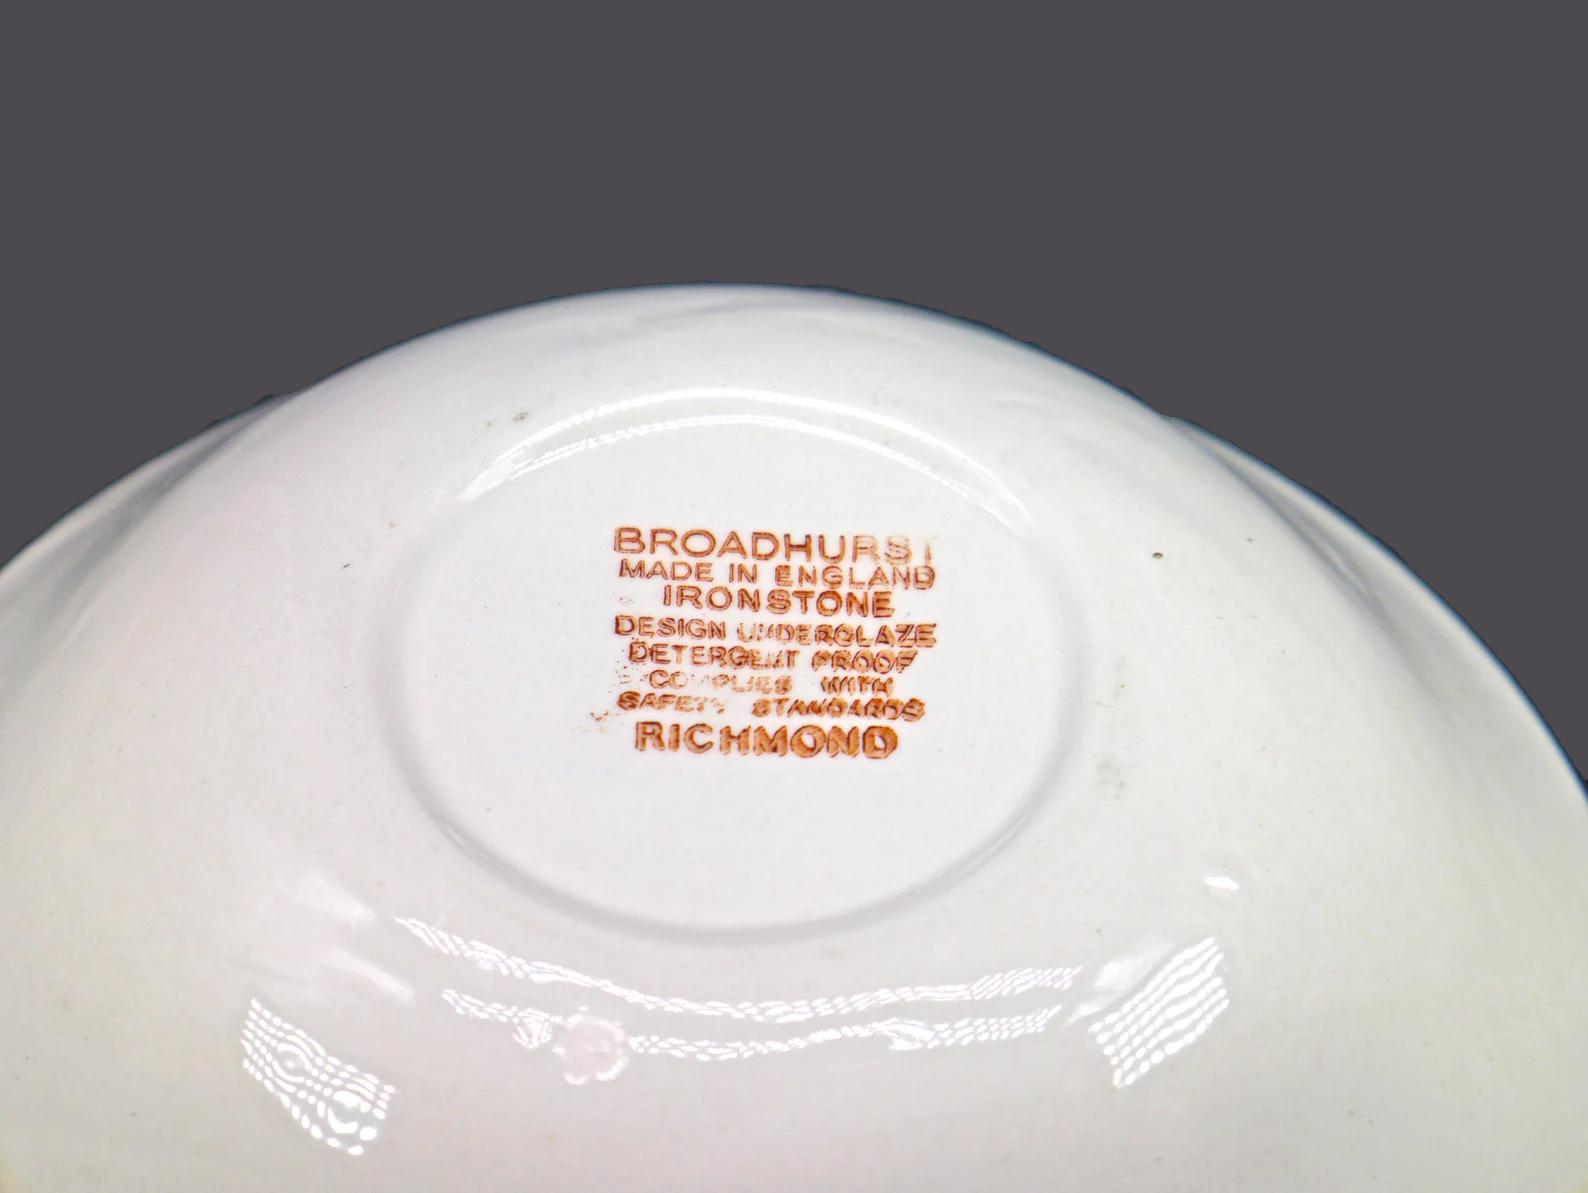 BROADHURST
MADE IN ENGLAND
IRONSTONE
DESIGN UNDERGLAZE
DETERGENT PROOF
COMPLIES WITH
SAFETY STANDARDS
RICHMOND